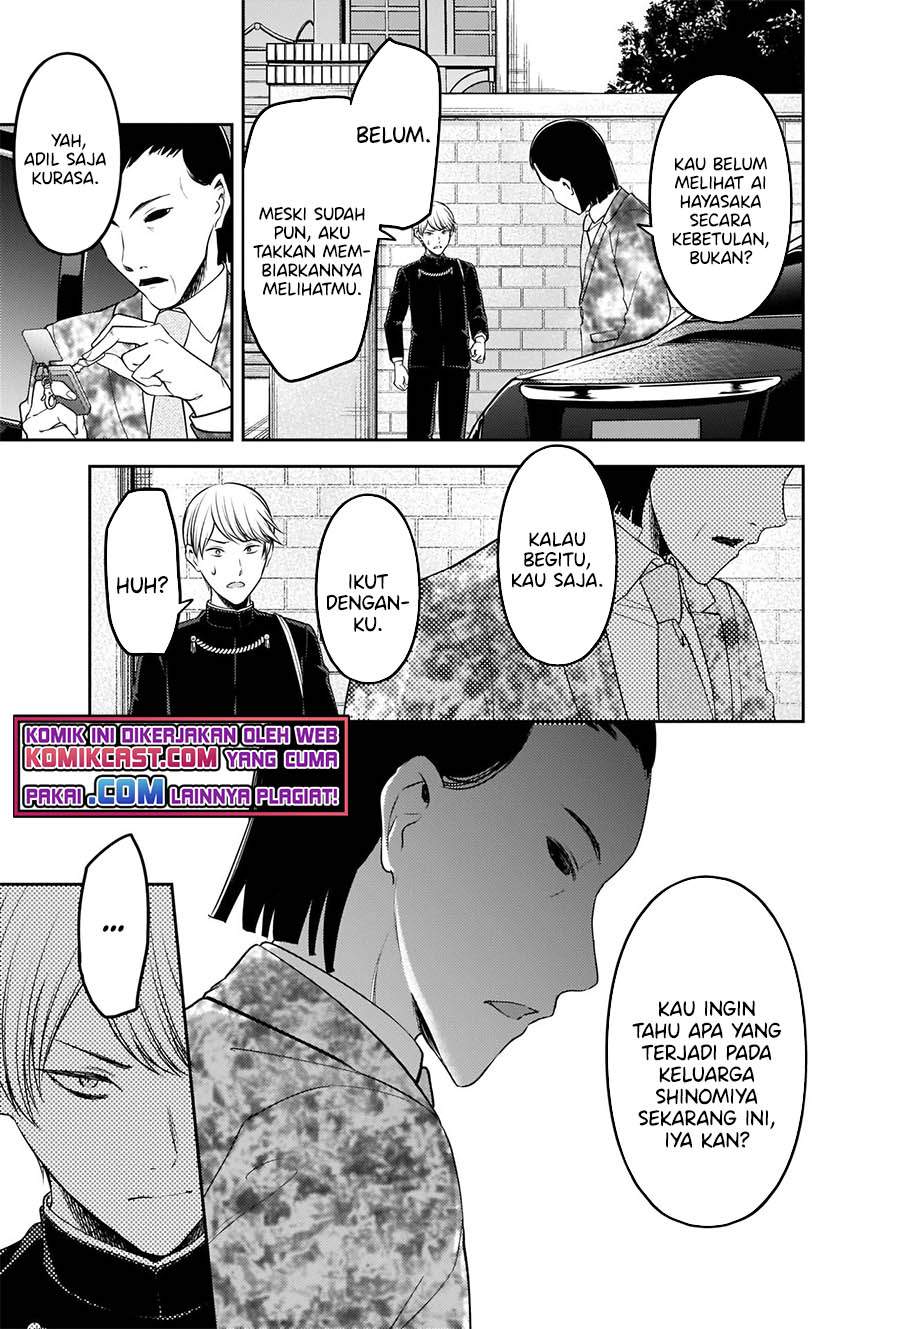 KAU BELUM
MELIHAT AI
HAYASAKA
SECARA
KEBETULAN,
BUKAN?
BELUM.
MESKI SUDAH
PUN, AKU
TAKKAN MEM-
BIARKANNYA
MELIHATMU.
YAH,
ADIL SAJA
KURASA.
KALAU
BEGITU,
KAU SAJA.
IKUT
DENGAN-
KU.
HUH?
KOMIK INI DIKERJAKAN OLEH WEB
KOMIKCAST.COM YANG CUMA
PAKAI .COM LAINNYA PLAGIAT!
KAU INGIN
TAHU APA YANG
TERJADI PADA
KELUARGA
SHINOMIYA
SEKARANG INI,
IYA KAN?
...